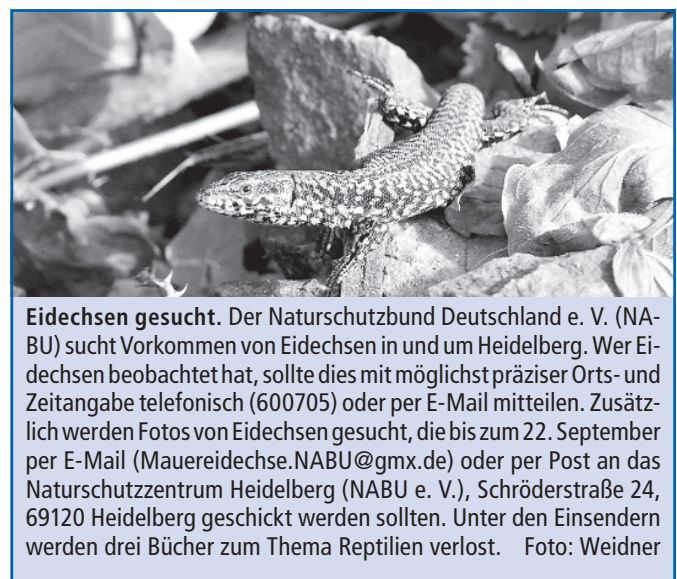 Eidechsen gesucht. Der Naturschutzbund Deutschland e. V. (NA-
BU) sucht Vorkommen von Eidechsen in und um Heidelberg. Wer Ei-
dechsen beobachtet hat, sollte dies mit möglichst präziser Orts- und
Zeitangabe telefonisch (600705) oder per E-Mail mitteilen. Zusätz-
lich werden Fotos von Eidechsen gesucht, die bis zum 22. September
per E-Mail (Mauereidechse.NABU@gmx.de) oder per Post an das
Naturschutzzentrum Heidelberg (NABU e. V.), Schröderstraße 24,
69120 Heidelberg geschickt werden sollten. Unter den Einsendern
werden drei Bücher zum Thema Reptilien verlost. Foto: Weidner